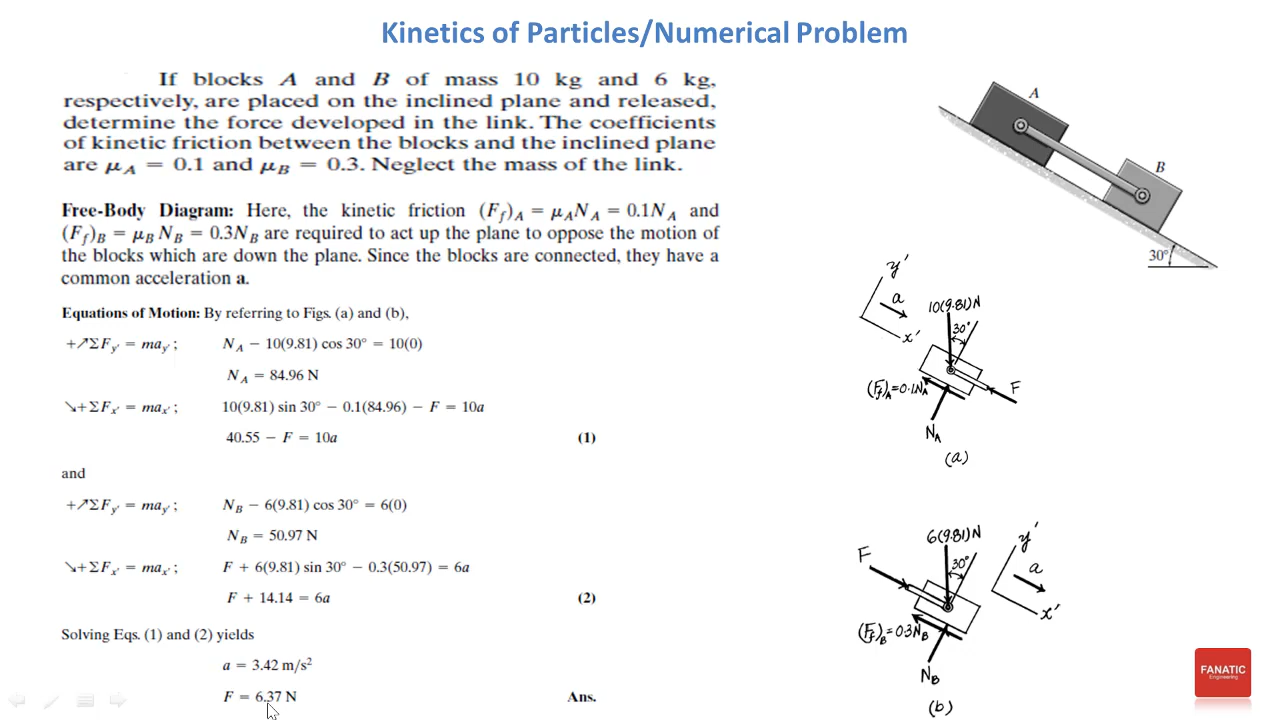 Kinetics of Particles/Numerical Problem
If blocks A and B of mass 10 kg and 6 kg,
respectively, are placed on the inclined plane and released,
determine the force developed in the link. The coefficients
of kinetic friction between the blocks and the inclined plane
are μA = 0.1 and μB = 0.3. Neglect the mass of the link.
A
B
30°
Free-Body Diagram: Here, the kinetic friction (Ff)A = μANA = 0.1NA and
(Ff)B = μB NB = 0.3NB are required to act up the plane to oppose the motion of
the blocks which are down the plane. Since the blocks are connected, they have a
common acceleration a.
Equations of Motion: By referring to Figs. (a) and (b),
+↗ΣFy′ = may′; NA − 10(9.81) cos 30° = 10(0)
NA = 84.96 N
↘+ΣFx′ = max′; 10(9.81) sin 30° − 0.1(84.96) − F = 10a
40.55 − F = 10a (1)
and
+↗ΣFy′ = may′; NB − 6(9.81) cos 30° = 6(0)
NB = 50.97 N
↘+ΣFx′ = max′; F + 6(9.81) sin 30° − 0.3(50.97) = 6a
F + 14.14 = 6a (2)
Solving Eqs. (1) and (2) yields
a = 3.42 m/s²
F = 6.37 N Ans.
y′
a
x′
10(9.81)N
30°
(Ff)A=0.1NA
F
NA
(a)
6(9.81)N
F
30°
y′
a
x′
(Ff)B=0.3NB
NB
(b)
FANATIC
Engineering